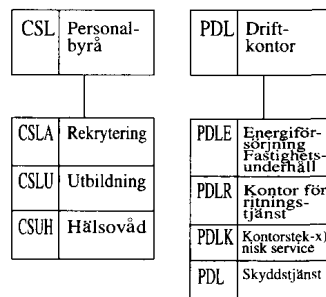 CSL Personal-
byrå
CSLA Rekrytering
CSLU Utbildning
CSUH Hälsovåd
PDL Drift-
kontor
PDLE Energiför-
sörjning
Fastighets-
underhåll
PDLR Kontor för
ritnings-
tjänst
PDLK Kontorstek-x)
nisk service
PDL Skyddstjänst